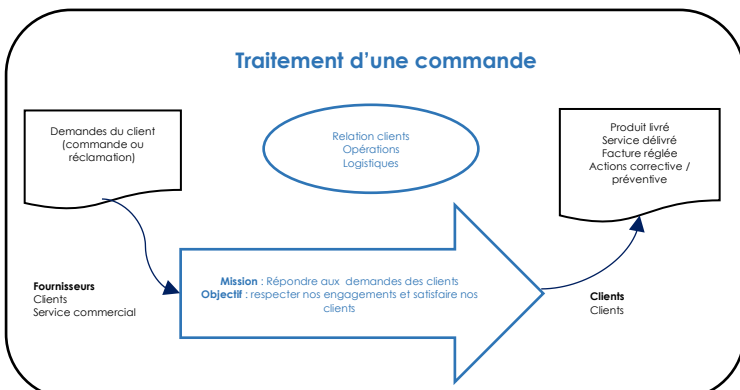 Traitement d’une commande
Demandes du client
(commande ou
réclamation)
Relation clients
Opérations
Logistiques
Produit livré
Service délivré
Facture réglée
Actions corrective /
préventive
Mission : Répondre aux demandes des clients
Objectif : respecter nos engagements et satisfaire nos
clients
Fournisseurs
Clients
Service commercial
Clients
Clients